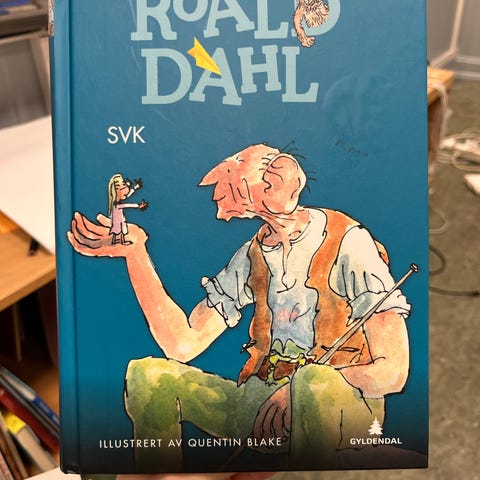 ROALD
DAHL
SVK
ILLUSTRERT AV QUENTIN BLAKE
GYLDENDAL